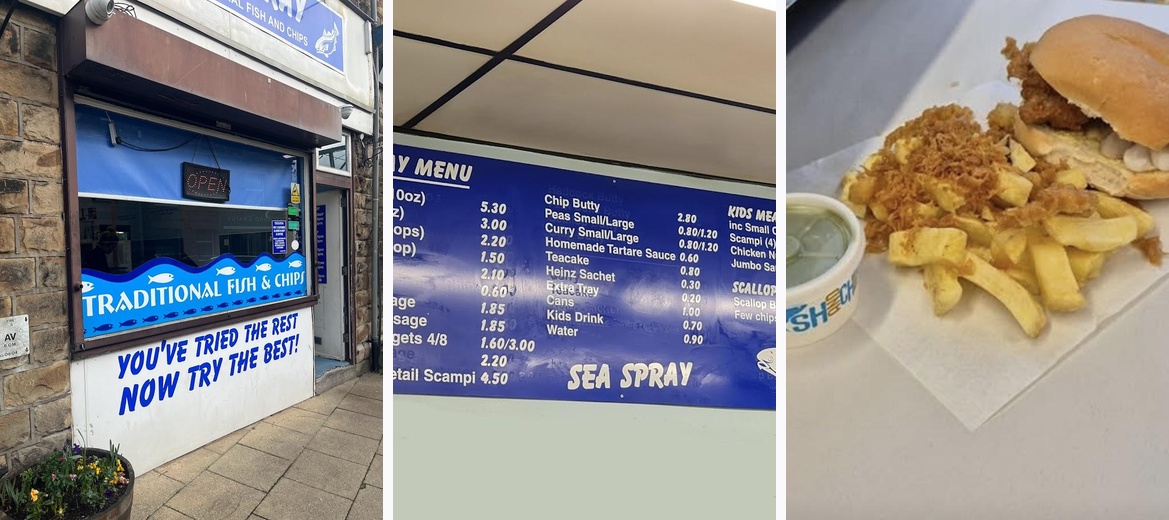 AL FISH AND CHIPS
OPEN
TRADITIONAL FISH & CHIPS
YOU'VE TRIED THE REST
NOW TRY THE BEST!
AV
Y MENU
10oz) 5.30
z) 3.00
ops) 2.20
op) 1.50
2.10
0.60
age 1.85
sage 1.85
gets 4/8 1.60/3.00
2.20
etail Scampi 4.50
Chip Butty 2.80
Peas Small/Large 0.80/1.20
Curry Small/Large 0.80/1.20
Homemade Tartare Sauce 0.60
Teacake 0.80
Heinz Sachet 0.30
Extra Tray 0.20
Cans 1.00
Kids Drink 0.70
Water 0.90
SEA SPRAY
KIDS MEA
inc Small C
Scampi (4)
Chicken Nu
Jumbo Sau
SCALLOP
Scallop B
Few chips
SH AND CH